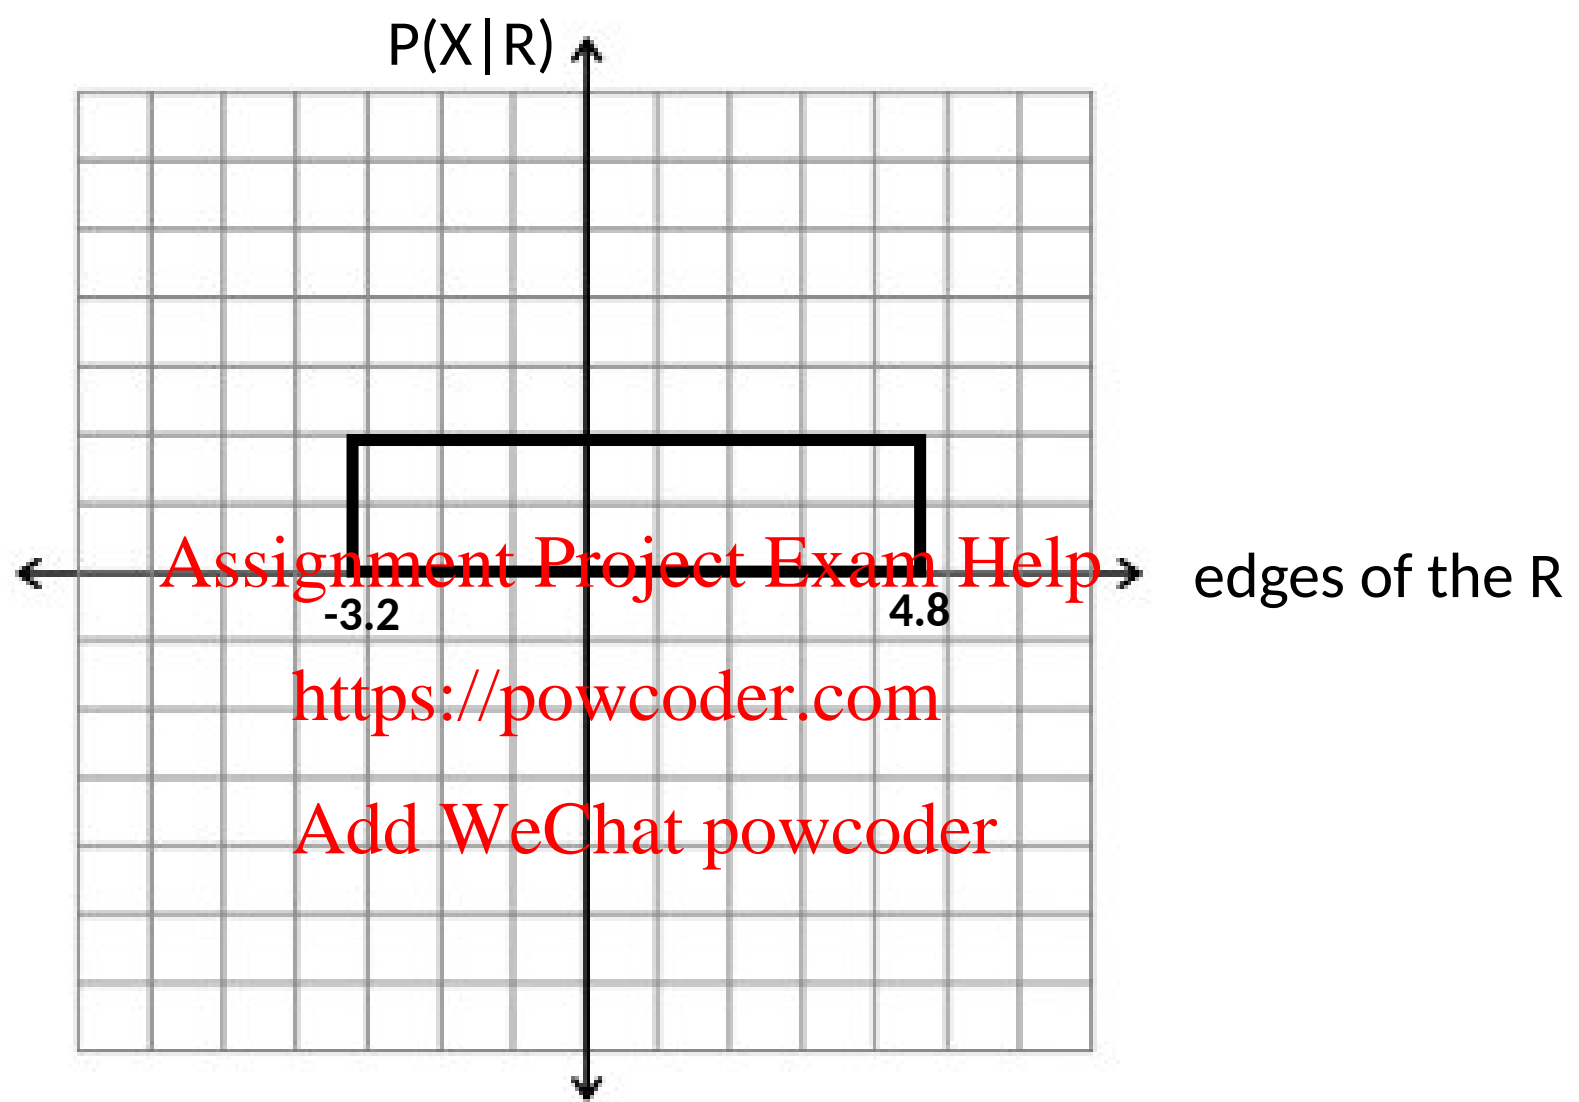 P(X|R)
Assignment Project Exam Help
edges of the R
-3.2
4.8
https://powcoder.com
Add WeChat powcoder